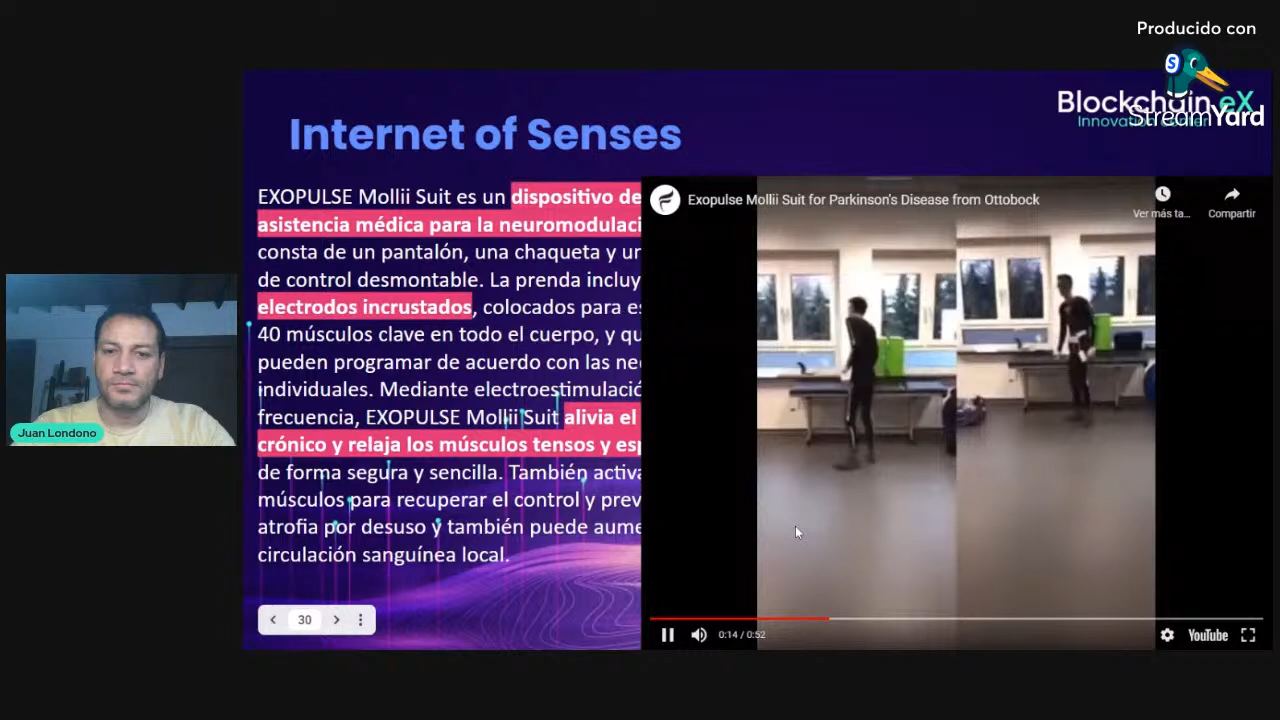 Producido con
StreamYard
Blockchain eX
Innovation Center
Internet of Senses
EXOPULSE Mollii Suit es un dispositivo de
asistencia médica para la neuromodulaci
consta de un pantalón, una chaqueta y un
de control desmontable. La prenda incluy
electrodos incrustados, colocados para es
40 músculos clave en todo el cuerpo, y qu
pueden programar de acuerdo con las nec
individuales. Mediante electroestimulació
frecuencia, EXOPULSE Mollii Suit alivia el
crónico y relaja los músculos tensos y esp
de forma segura y sencilla. También activa
músculos para recuperar el control y prev
atrofia por desuso y también puede aume
circulación sanguínea local.
30
Exopulse Mollii Suit for Parkinson's Disease from Ottobock
Ver más ta...
Compartir
0:14 / 0:52
YouTube
Juan Londono